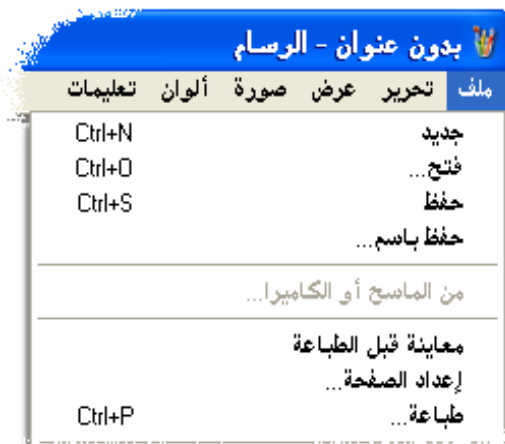 بدون عنوان - الرسام
ملف تحرير عرض صورة ألوان تعليمات
جديد Ctrl+N
فتح... Ctrl+O
حفظ Ctrl+S
حفظ باسم...
من الماسح أو الكاميرا...
معاينة قبل الطباعة
إعداد الصفحة...
طباعة... Ctrl+P